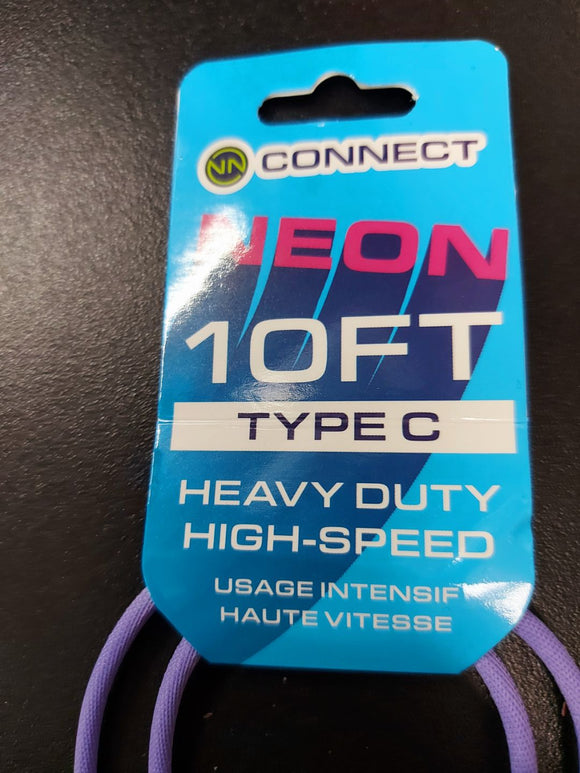 CONNECT
NEON
10FT
TYPE C
HEAVY DUTY
HIGH-SPEED
USAGE INTENSIF
HAUTE VITESSE